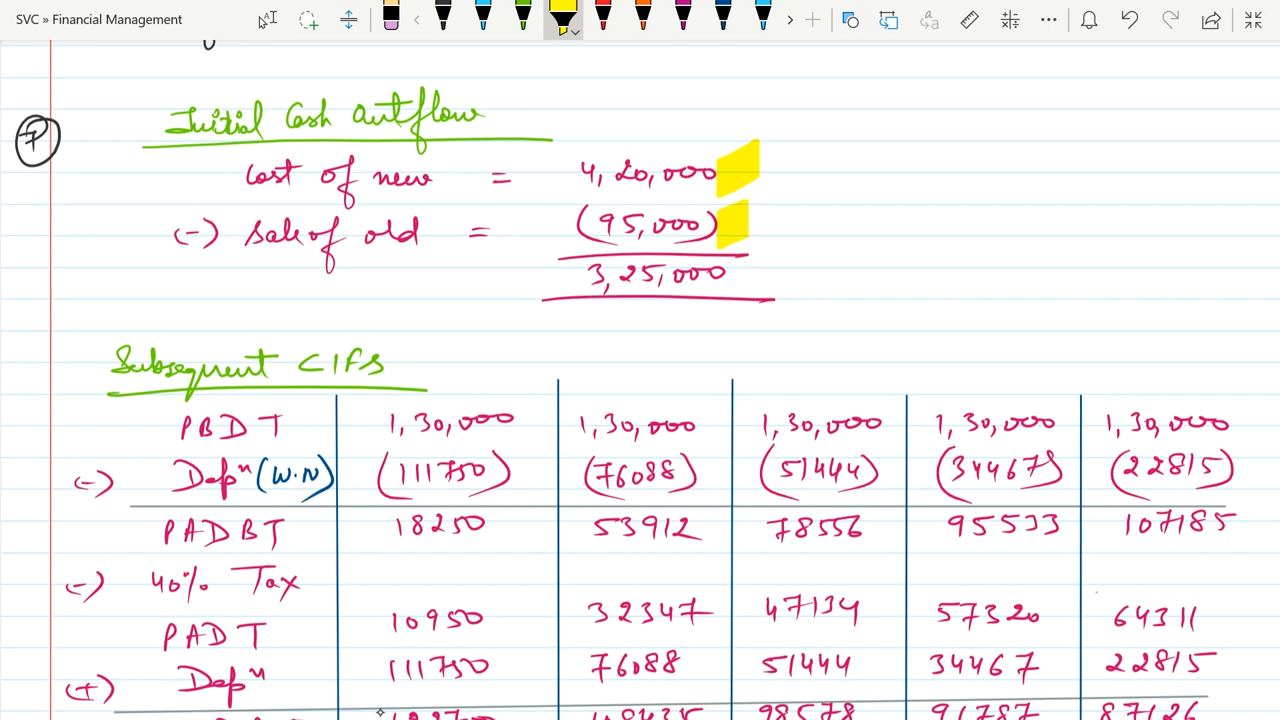 SVC » Financial Management
7
Initial Cash Outflow
Cost of new = 4,20,000
(-) Sale of old = (95,000)
3,25,000
Subsequent CIFS
PBDT 1,30,000 1,30,000 1,30,000 1,30,000 1,30,000
(-) Depn (W.N) (111750) (76088) (51444) (34467) (22815)
PADBT 18250 53912 78556 95533 107185
(-) 40% Tax
PADT 10950 32347 47134 57320 64311
(+) Depn 111750 76088 51444 34467 22815
98578 91787 87126